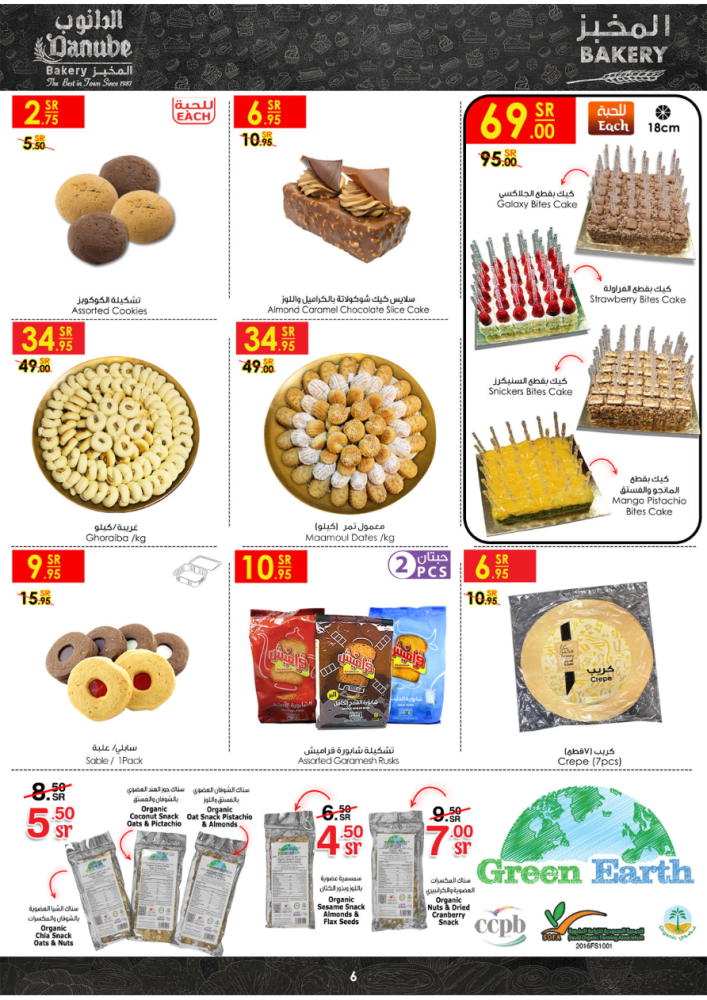 الدانوب
Danube
Bakery المخبز
The Best in Town Since 1987
المخبز
BAKERY
2.75 SR
للحبة
EACH
5.50 SR
تشكيلة الكوكويز
Assorted Cookies
6.95 SR
10.95 SR
سلايس كيك شوكولاتة بالكراميل واللوز
Almond Caramel Chocolate Slice Cake
69.00 SR
للحبة
Each
18cm
95.00 SR
كيك بقطع الجلاكسي
Galaxy Bites Cake
كيك بقطع الفراولة
Strawberry Bites Cake
كيك بقطع السنيكرز
Snickers Bites Cake
كيك بقطع
المانجو والفستق
Mango Pistachio
Bites Cake
34.95 SR
49.00 SR
غريبة/كيلو
Ghoraiba /kg
34.95 SR
49.00 SR
معمول تمر (كيلو)
Maamoul Dates /kg
9.95 SR
15.95 SR
سابلي/ علبة
Sable / 1Pack
10.95 SR
2 حبتان
PCS
قراميش
قراميش
قراميش
تشكيلة شابورة قراميش
Assorted Garamesh Rusks
6.95 SR
10.95 SR
كريب
Crepe
كريب (٧قطع)
Crepe (7pcs)
8.50 SR
5.50 SR
سناك جوز الهند العضوي
بالشوفان والفستق
Organic
Coconut Snack
Oats & Pictachio
سناك الشوفان العضوي
بالفستق واللوز
Organic
Oat Snack Pistachio
& Almonds
سناك الشيا العضوية
بالشوفان والمكسرات
Organic
Chia Snack
Oats & Nuts
6.50 SR
4.50 SR
سمسمية عضوية
باللوز وبذور الكتان
Organic
Sesame Snack
Almonds &
Flax Seeds
9.50 SR
7.00 SR
سناك المكسرات
العضوية والكرانبيري
Organic
Nuts & Dried
Cranberry
Snack
Green Earth
ccpb
SOFA
2016FS1001
6